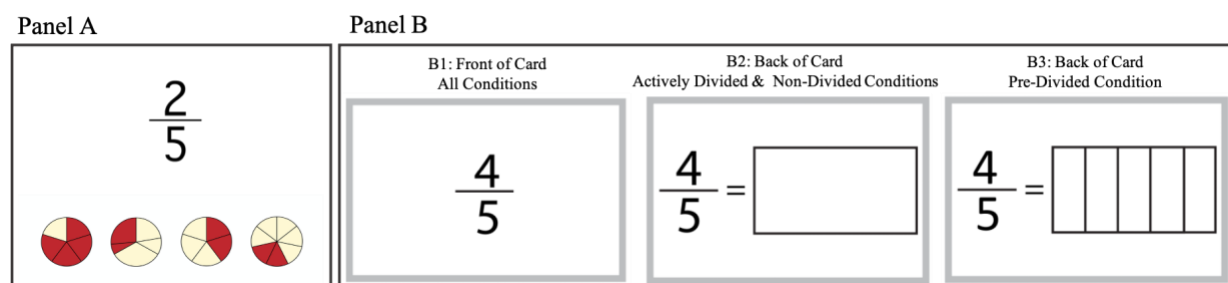 Panel A
2
5
Panel B
B1: Front of Card
All Conditions
4
5
B2: Back of Card
Actively Divided & Non-Divided Conditions
4
5
=
B3: Back of Card
Pre-Divided Condition
4
5
=